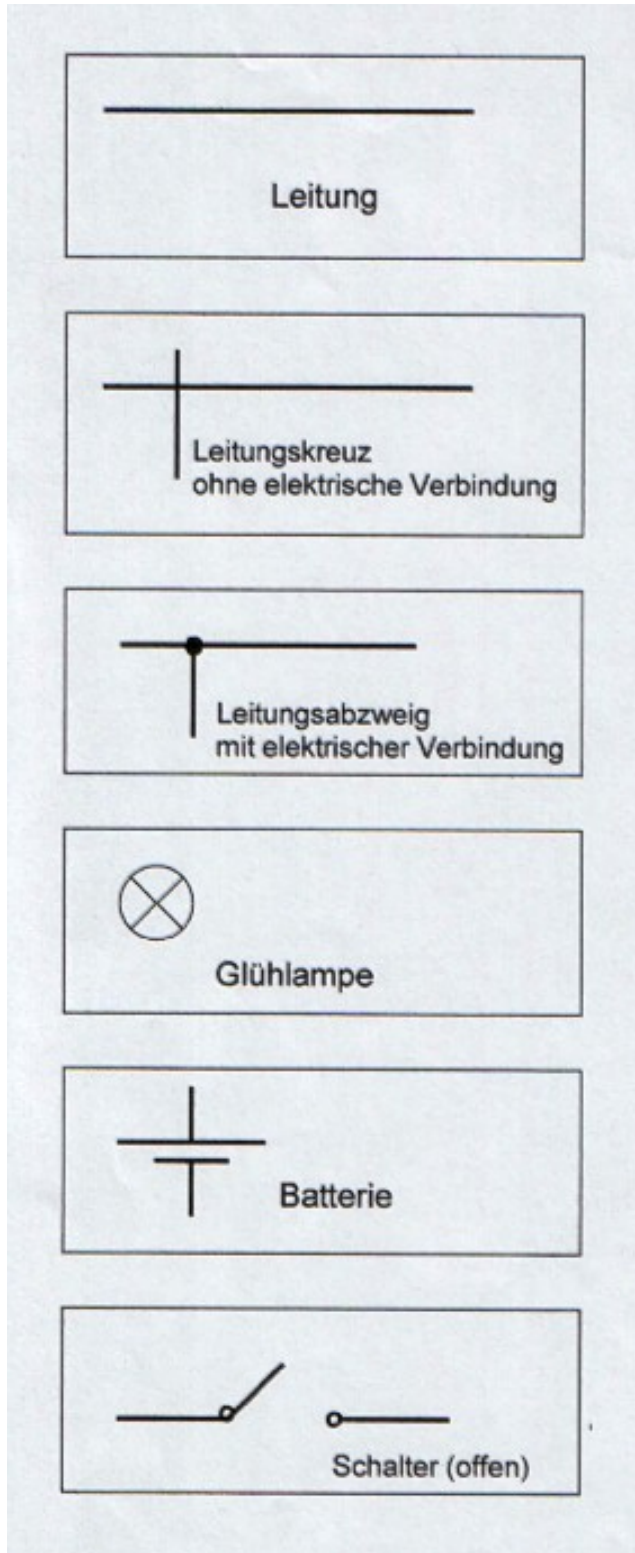 Leitung
Leitungskreuz
ohne elektrische Verbindung
Leitungsabzweig
mit elektrischer Verbindung
Glühlampe
Batterie
Schalter (offen)